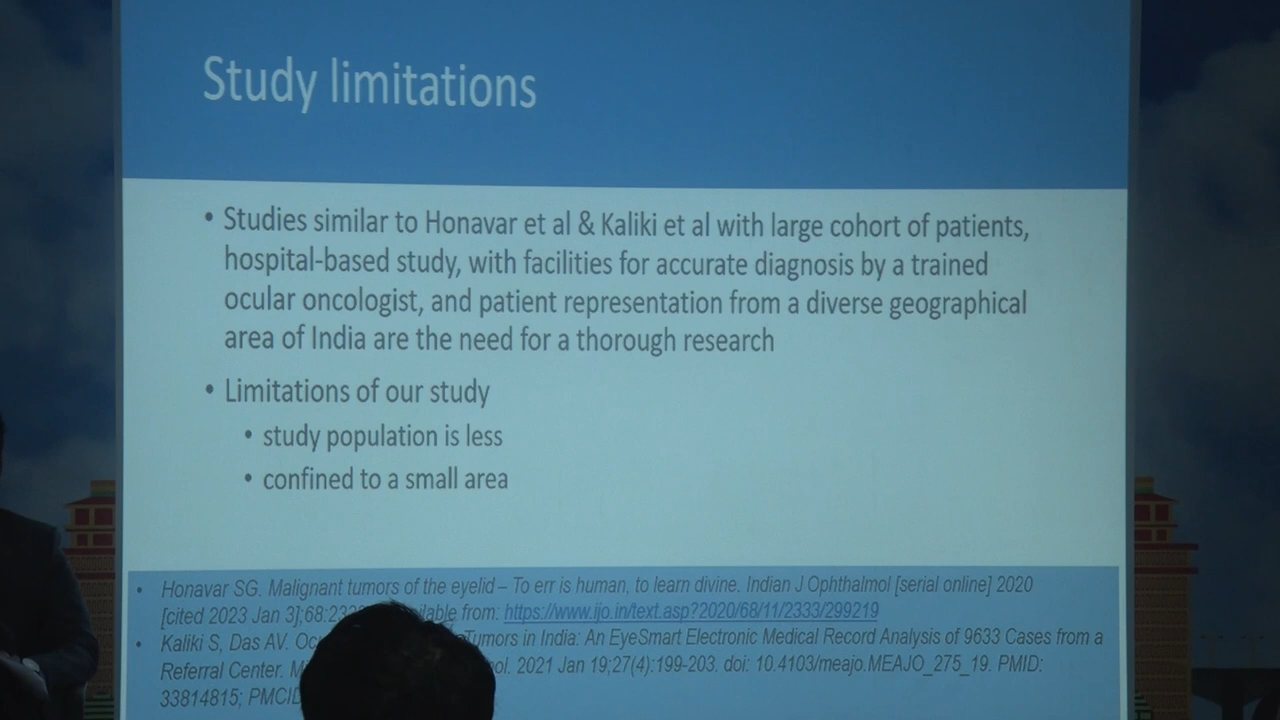 Study limitations
• Studies similar to Honavar et al & Kaliki et al with large cohort of patients,
hospital-based study, with facilities for accurate diagnosis by a trained
ocular oncologist, and patient representation from a diverse geographical
area of India are the need for a thorough research
• Limitations of our study
• study population is less
• confined to a small area
• Honavar SG. Malignant tumors of the eyelid – To err is human, to learn divine. Indian J Ophthalmol [serial online] 2020
[cited 2023 Jan 3];68: from: https://www.ijo.in/text.asp?2020/68/11/2333/299219
• Kaliki S, Das AV. Tumors in India: An EyeSmart Electronic Medical Record Analysis of 9633 Cases from a
Referral Center. 2021 Jan 19;27(4):199-203. doi: 10.4103/meajo.MEAJO_275_19. PMID:
33814815; PMCID